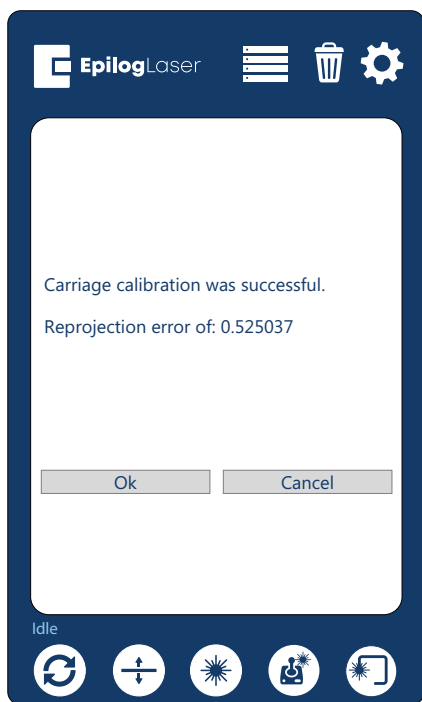 EpilogLaser
Carriage calibration was successful.
Reprojection error of: 0.525037
Ok Cancel
Idle